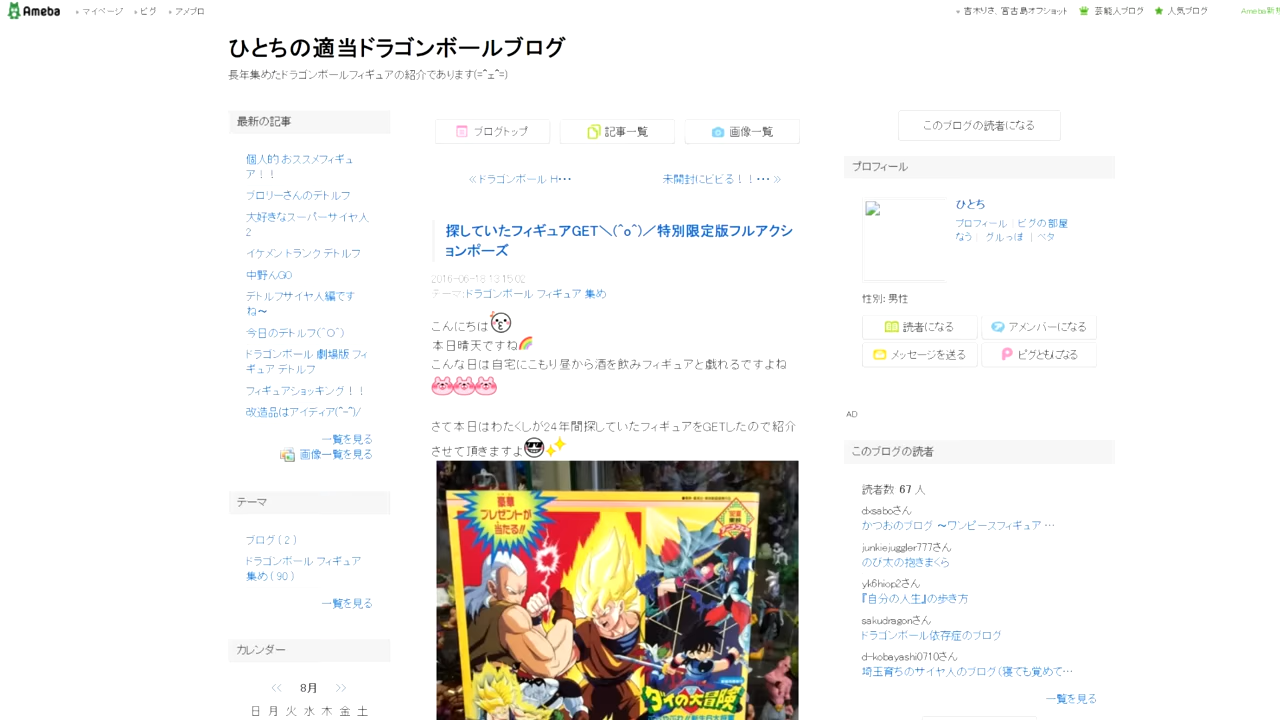 Ameba
マイページ
ピグ
アメブロ
吉木りさ、宮古島オフショット
芸能人ブログ
人気ブログ
Ameba新規
ひとちの適当ドラゴンボールブログ
長年集めたドラゴンボールフィギュアの紹介であります(=^ェ^=)
最新の記事
個人的 おススメフィギュ
ア！！
ブロリーさんのデトルフ
大好きなスーパーサイヤ人
2
イケメントランク デトルフ
中野んGO
デトルフサイヤ人編です
ね〜
今日のデトルフ(^O^)
ドラゴンボール 劇場版 フィ
ギュア デトルフ
フィギュアショッキング！！
改造品はアイディア(^-^)/
一覧を見る
画像一覧を見る
テーマ
ブログ ( 2 )
ドラゴンボール フィギュア
集め ( 90 )
一覧を見る
カレンダー
<< 8月 >>
日 月 火 水 木 金 土
ブログトップ
記事一覧
画像一覧
≪ドラゴンボール H・・・
未開封にビビる！！・・・ ≫
探していたフィギュアGET＼(^o^)／特別限定版フルアクシ
ョンポーズ
2016-06-18 13:15:02
テーマ:ドラゴンボール フィギュア 集め
こんにちは
本日晴天ですね
こんな日は自宅にこもり昼から酒を飲みフィギュアと戯れるですよね
さて本日はわたくしが24年間探していたフィギュアをGETしたので紹介
させて頂きますよ
豪華
プレゼントが
当たる!!
ダイの大冒険
このブログの読者になる
プロフィール
ひとち
プロフィール｜ピグの部屋
なう｜ グルっぽ ｜ペタ
性別: 男性
読者になる
アメンバーになる
メッセージを送る
ピグともになる
AD
このブログの読者
読者数 67 人
dxsaboさん
かつおのブログ 〜ワンピースフィギュア …
junkiejuggler777さん
のび太の抱きまくら
yk6hiop2さん
『自分の人生』の歩き方
sakudragonさん
ドラゴンボール依存症のブログ
d-kobayashi0710さん
埼玉育ちのサイヤ人のブログ（寝ても覚めて…
一覧を見る